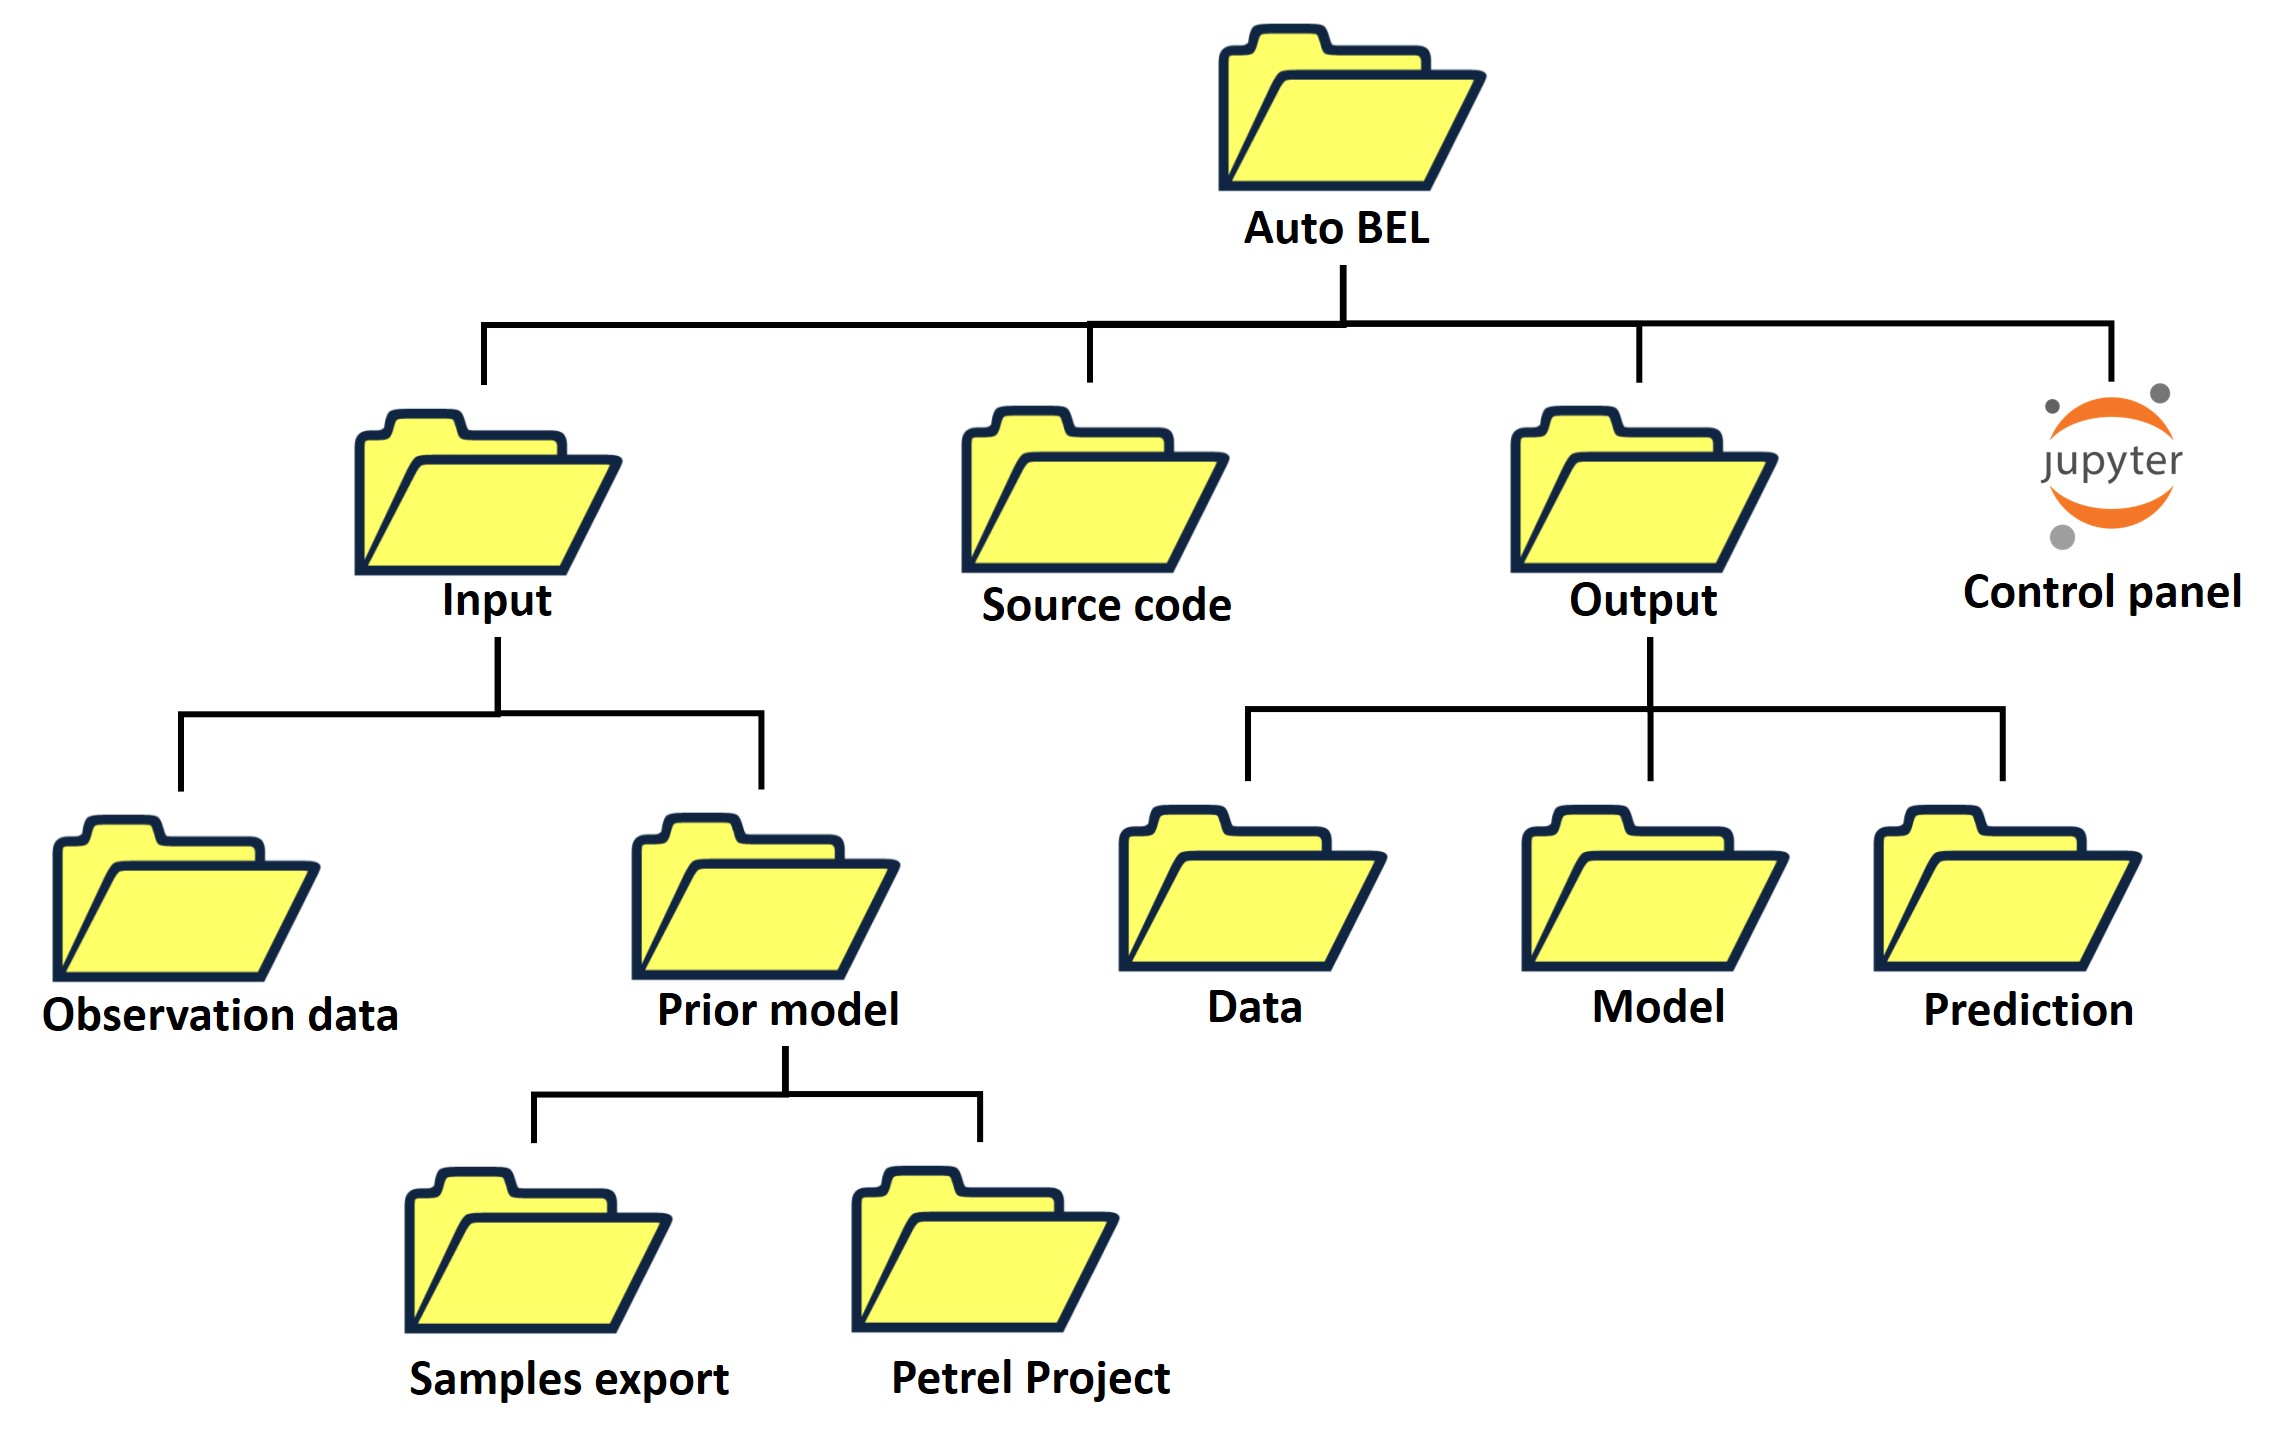 Auto BEL
jupyter
Input
Source code
Output
Control panel
Observation data
Prior model
Data
Model
Prediction
Samples export
Petrel Project